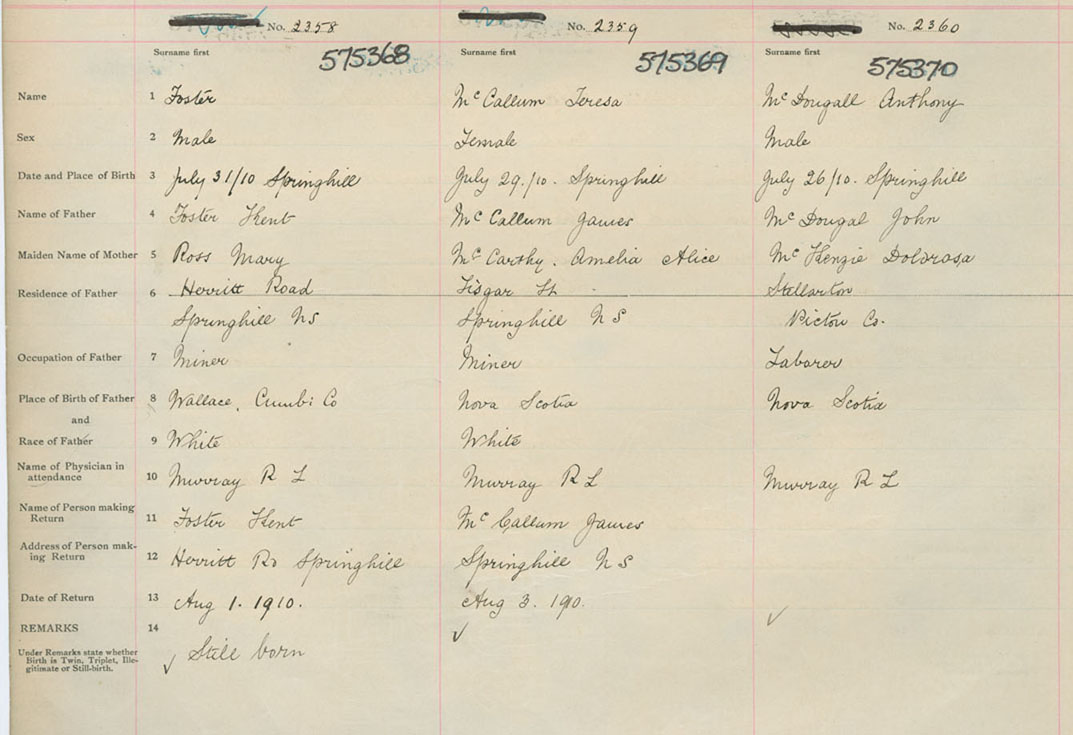 No. 2358
No. 2359
No. 2360
Surname first
575368
Surname first
575369
Surname first
575370
Name 1 Foster
Mc Callum Teresa
Mc Dougall Anthony
Sex 2 Male
Female
Male
Date and Place of Birth 3 July 31/10 Springhill
July 29./10. Springhill
July 26/10. Springhill
Name of Father 4 Foster Kent
Mc Callum James
Mc Dougal John
Maiden Name of Mother 5 Ross Mary
Mc Carthy. Amelia Alice
Mc Kenzie Dolorosa
Residence of Father 6 Herritt Road
St
Stellarton
Springhill NS
Springhill N S
Pictou Co.
Occupation of Father 7 Miner
Miner
Laborer
Place of Birth of Father 8 Wallace, Cumb: Co
Nova Scotia
Nova Scotia
and
Race of Father 9 White
White
Name of Physician in
attendance 10 Murray R L
Murray R L
Murray R L
Name of Person making
Return 11 Foster Kent
Mc Callum James
Address of Person mak-
ing Return 12 Herritt Rd Springhill
Springhill N S
Date of Return 13 Aug 1. 1910.
Aug 3. 1910.
REMARKS 14
Under Remarks state whether
Birth is Twin, Triplet, Ille-
gitimate or Still-birth.
Still born